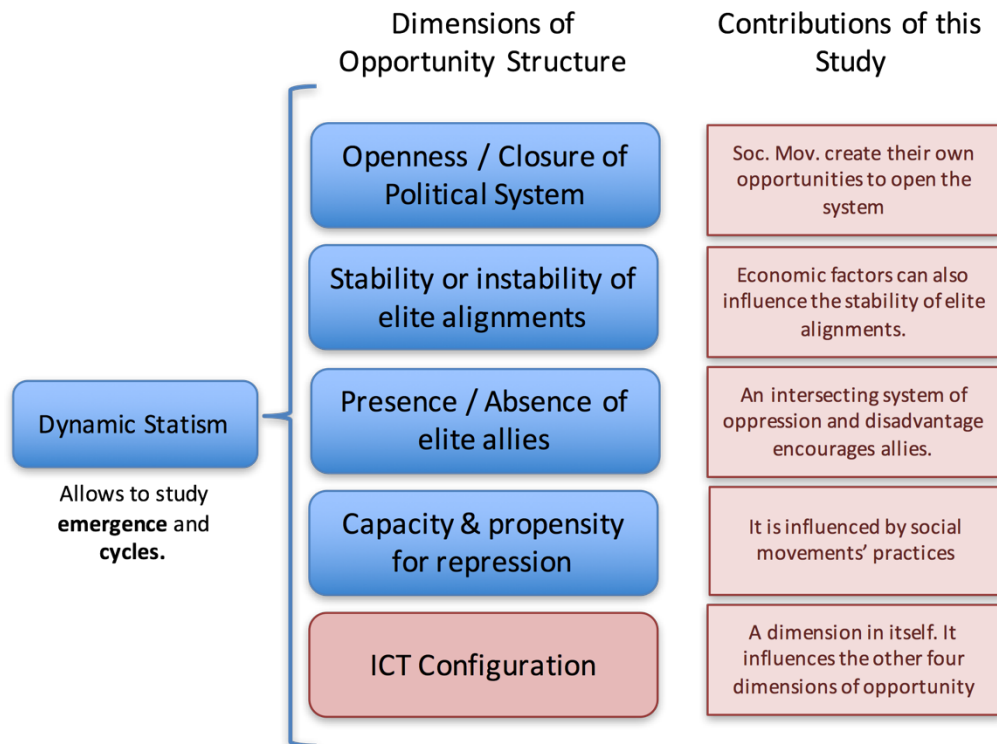 Dimensions of
Opportunity Structure
Contributions of this
Study
Openness / Closure of
Political System
Soc. Mov. create their own
opportunities to open the
system
Stability or instability of
elite alignments
Economic factors can also
influence the stability of elite
alignments.
Dynamic Statism
Allows to study
emergence and
cycles.
Presence / Absence of
elite allies
An intersecting system of
oppression and disadvantage
encourages allies.
Capacity & propensity
for repression
It is influenced by social
movements’ practices
ICT Configuration
A dimension in itself. It
influences the other four
dimensions of opportunity